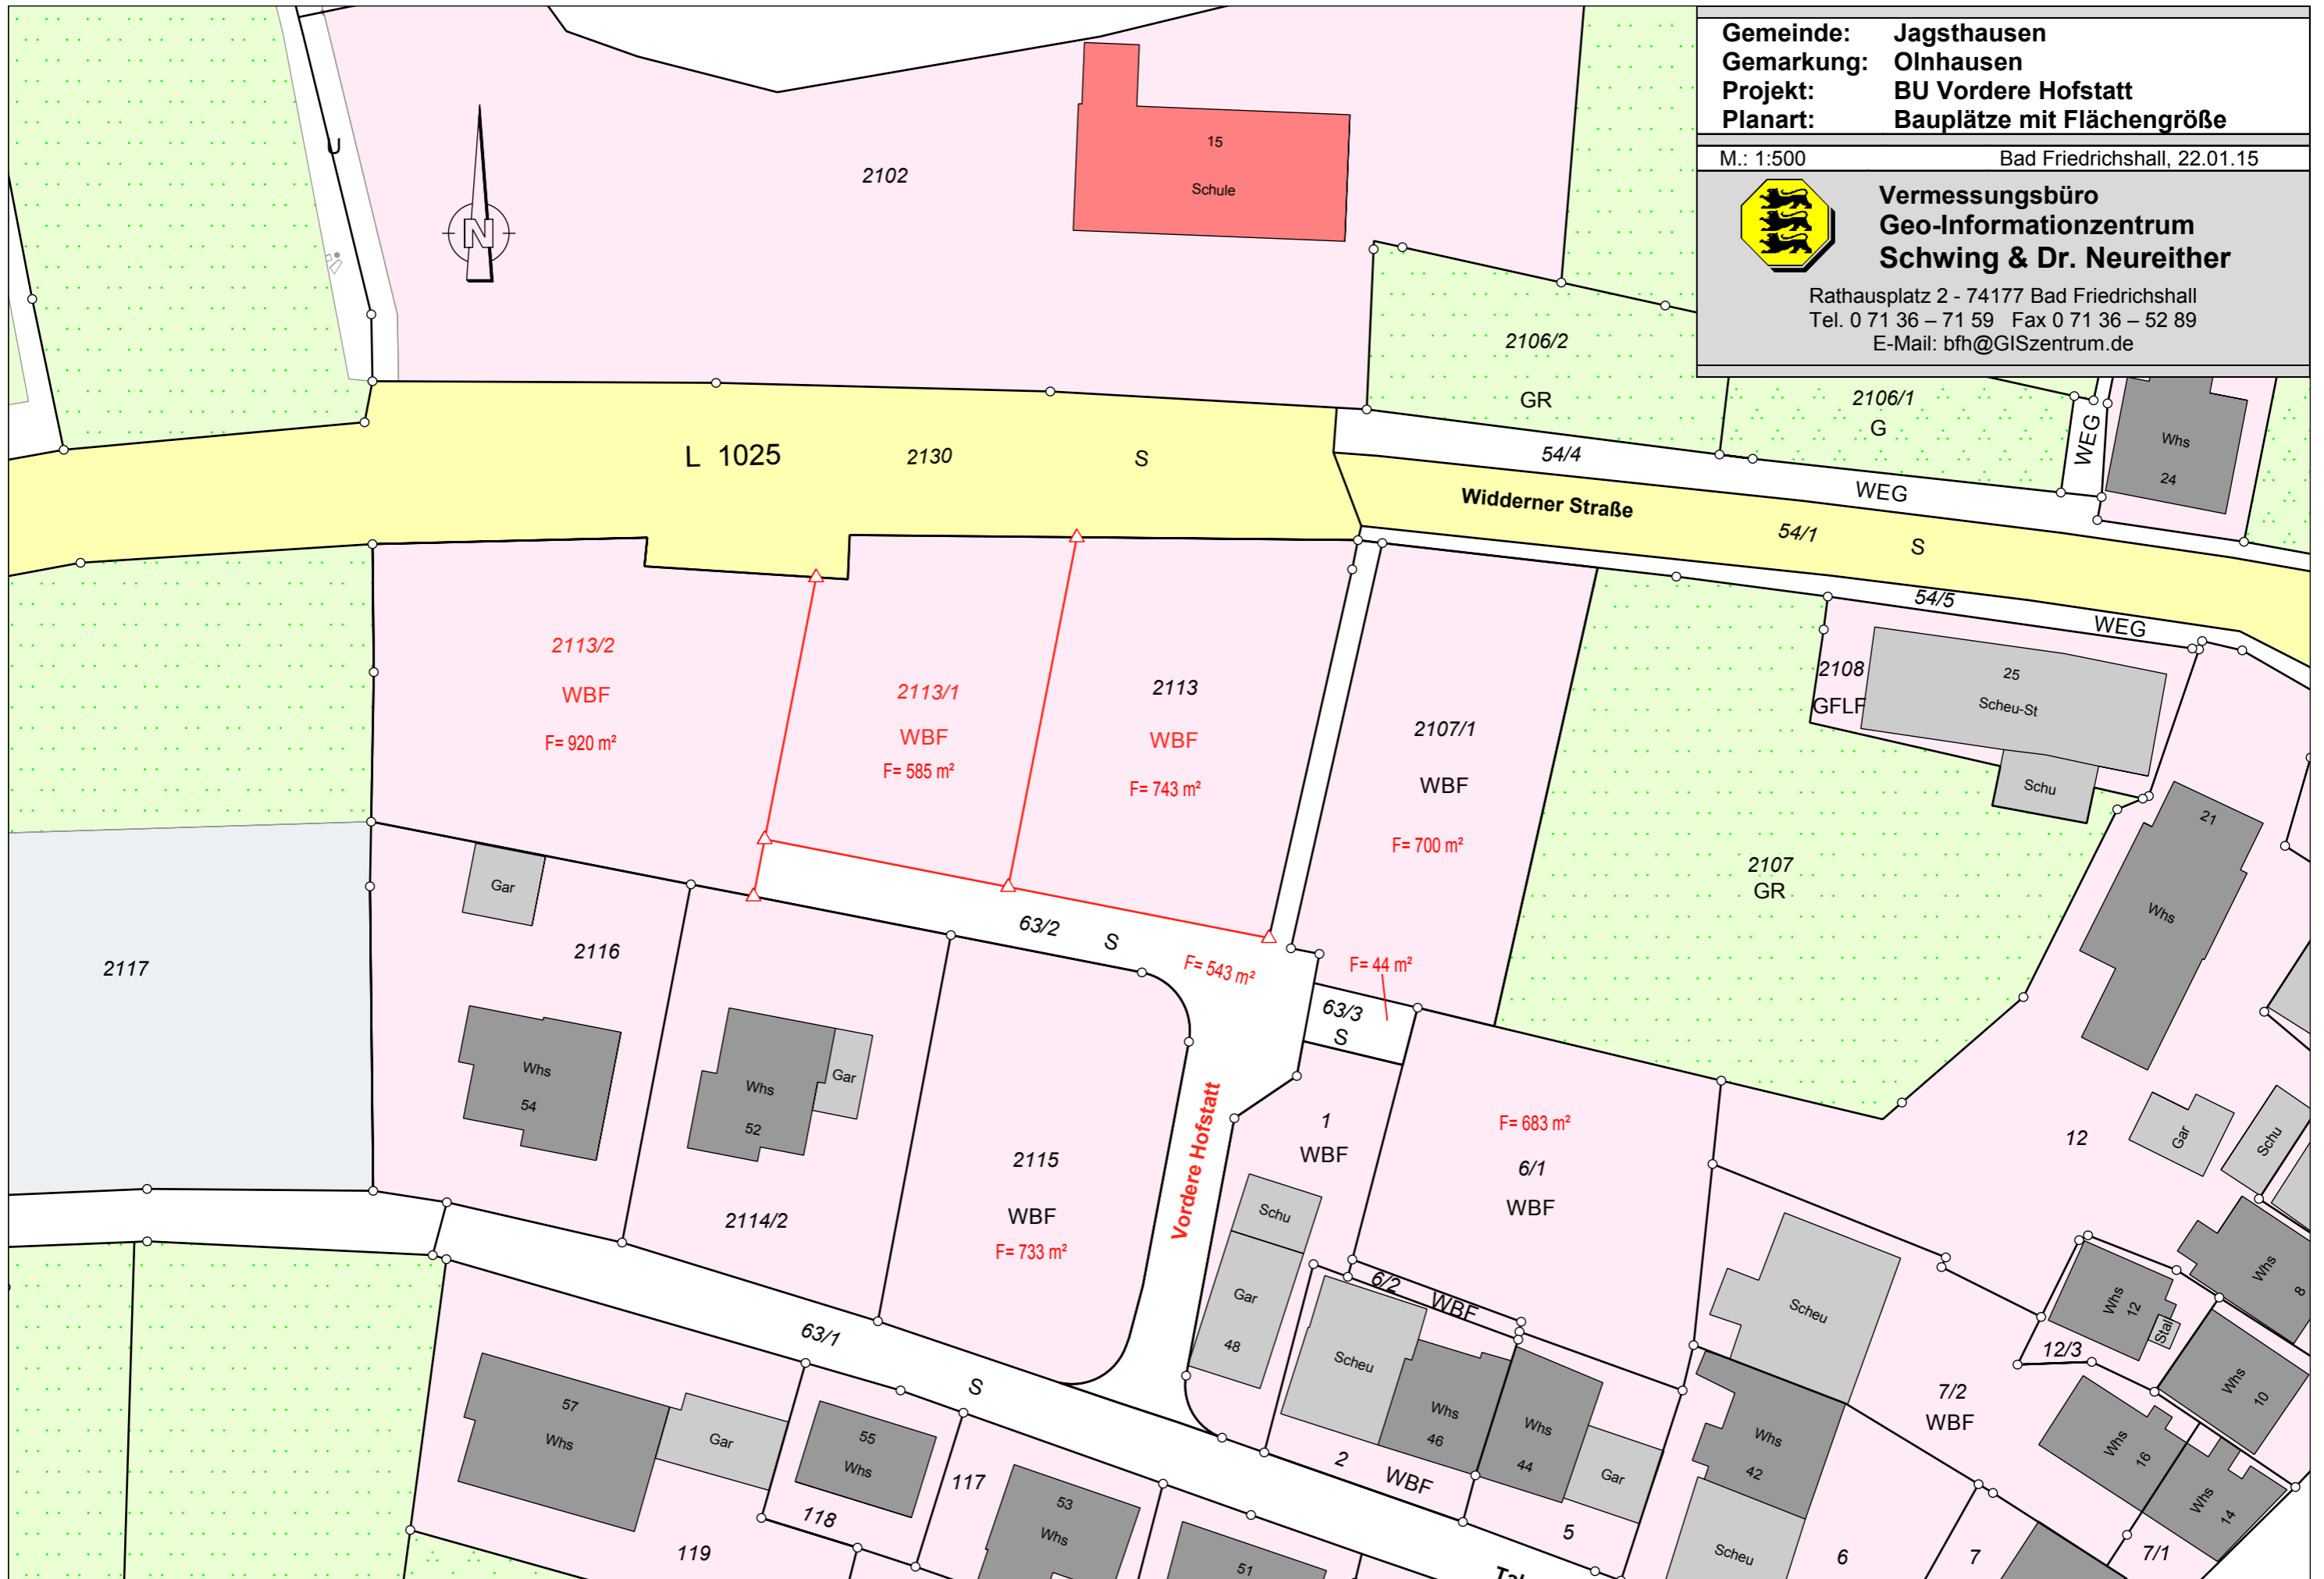 Gemeinde: Jagsthausen
Gemarkung: Olnhausen
Projekt: BU Vordere Hofstatt
Planart: Bauplätze mit Flächengröße
M.: 1:500 Bad Friedrichshall, 22.01.15
Vermessungsbüro
Geo-Informationzentrum
Schwing & Dr. Neureither
Rathausplatz 2 - 74177 Bad Friedrichshall
Tel. 0 71 36 – 71 59 Fax 0 71 36 – 52 89
E-Mail: bfh@GISzentrum.de
U
N
2102
15
Schule
2106/2
GR
2106/1
G
WEG
Whs
24
L 1025
2130
S
54/4
WEG
Widderner Straße
54/1
S
54/5
WEG
2113/2
WBF
F= 920 m²
2113/1
WBF
F= 585 m²
2113
WBF
F= 743 m²
2107/1
WBF
F= 700 m²
2108
GFLF
25
Scheu-St
Schu
2107
GR
21
Whs
2117
Gar
2116
Whs
54
63/2
S
F= 543 m²
F= 44 m²
63/3
S
Whs
52
Gar
2114/2
2115
WBF
F= 733 m²
Vordere Hofstatt
1
WBF
F= 683 m²
6/1
WBF
12
Gar
Schu
Schu
Gar
48
6/2
WBF
Scheu
Whs
46
Whs
44
Gar
2
WBF
5
Scheu
Whs
42
Scheu
Whs
12
Stal
12/3
Whs
8
Whs
10
7/2
WBF
Whs
16
Whs
14
63/1
S
57
Whs
Gar
55
Whs
117
118
119
53
Whs
51
6
7
7/1